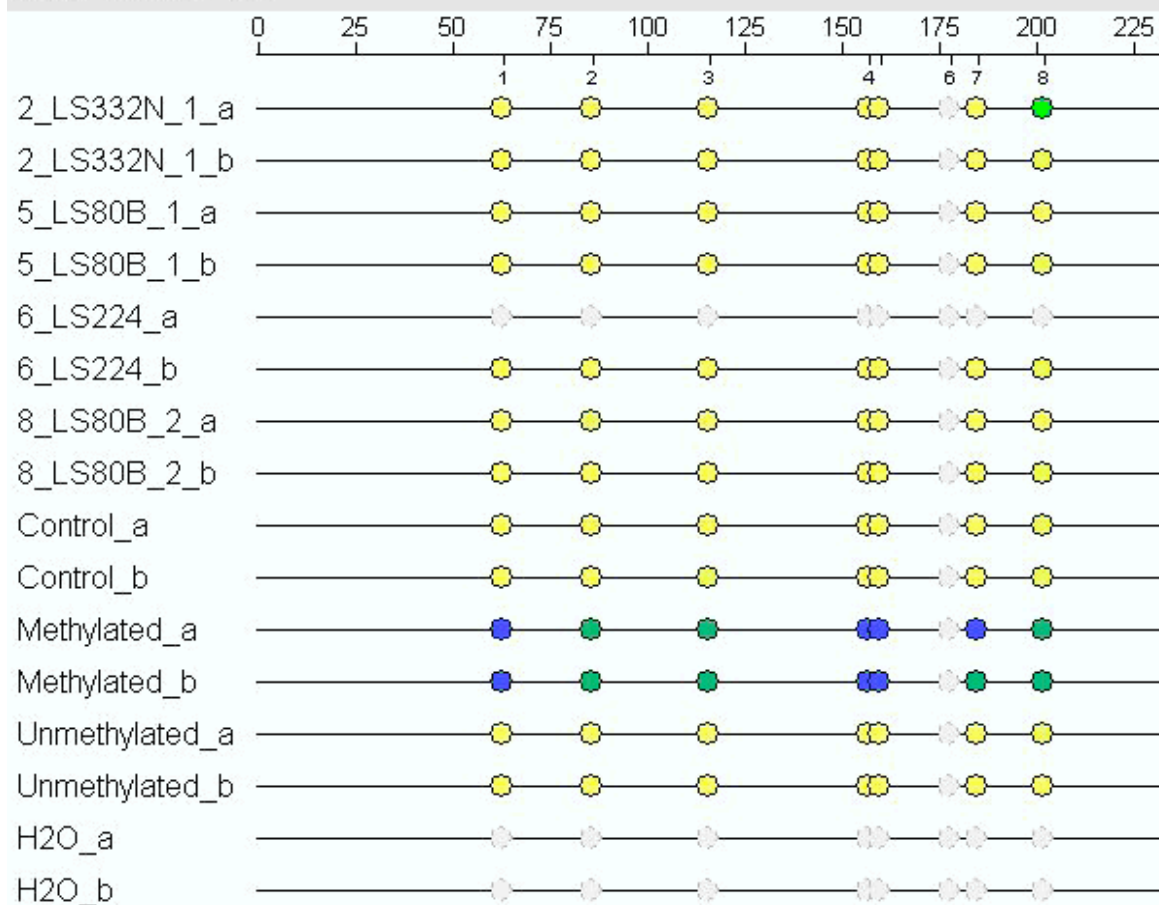 0 25 50 75 100 125 150 175 200 225
1 2 3 4 6 7 8
2_LS332N_1_a
2_LS332N_1_b
5_LS80B_1_a
5_LS80B_1_b
6_LS224_a
6_LS224_b
8_LS80B_2_a
8_LS80B_2_b
Control_a
Control_b
Methylated_a
Methylated_b
Unmethylated_a
Unmethylated_b
H2O_a
H2O_b